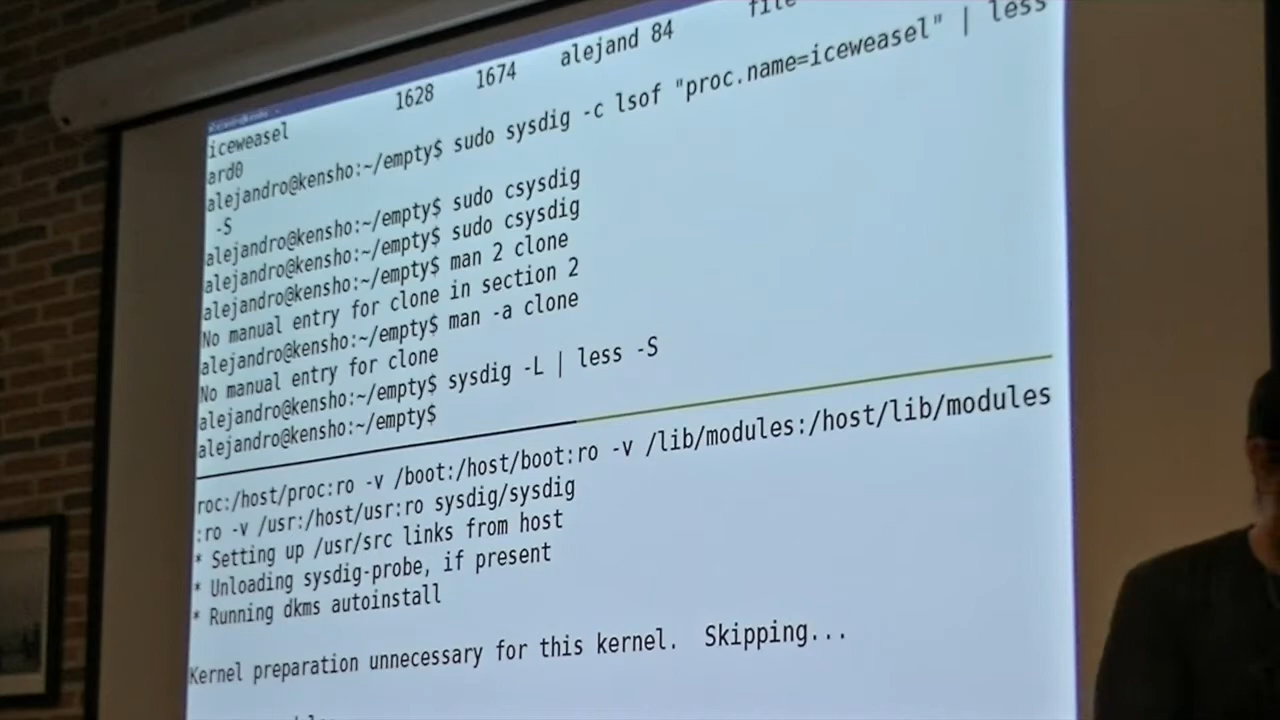 1628 1674 alejand 84 file
iceweasel
ard0
alejandro@kensho:~/empty$ sudo sysdig -c lsof "proc.name=iceweasel" | less
-S
alejandro@kensho:~/empty$ sudo csysdig
alejandro@kensho:~/empty$ sudo csysdig
alejandro@kensho:~/empty$ man 2 clone
No manual entry for clone in section 2
alejandro@kensho:~/empty$ man -a clone
No manual entry for clone
alejandro@kensho:~/empty$ sysdig -L | less -S
alejandro@kensho:~/empty$
roc:/host/proc:ro -v /boot:/host/boot:ro -v /lib/modules:/host/lib/modules
:ro -v /usr:/host/usr:ro sysdig/sysdig
* Setting up /usr/src links from host
* Unloading sysdig-probe, if present
* Running dkms autoinstall
Kernel preparation unnecessary for this kernel. Skipping...